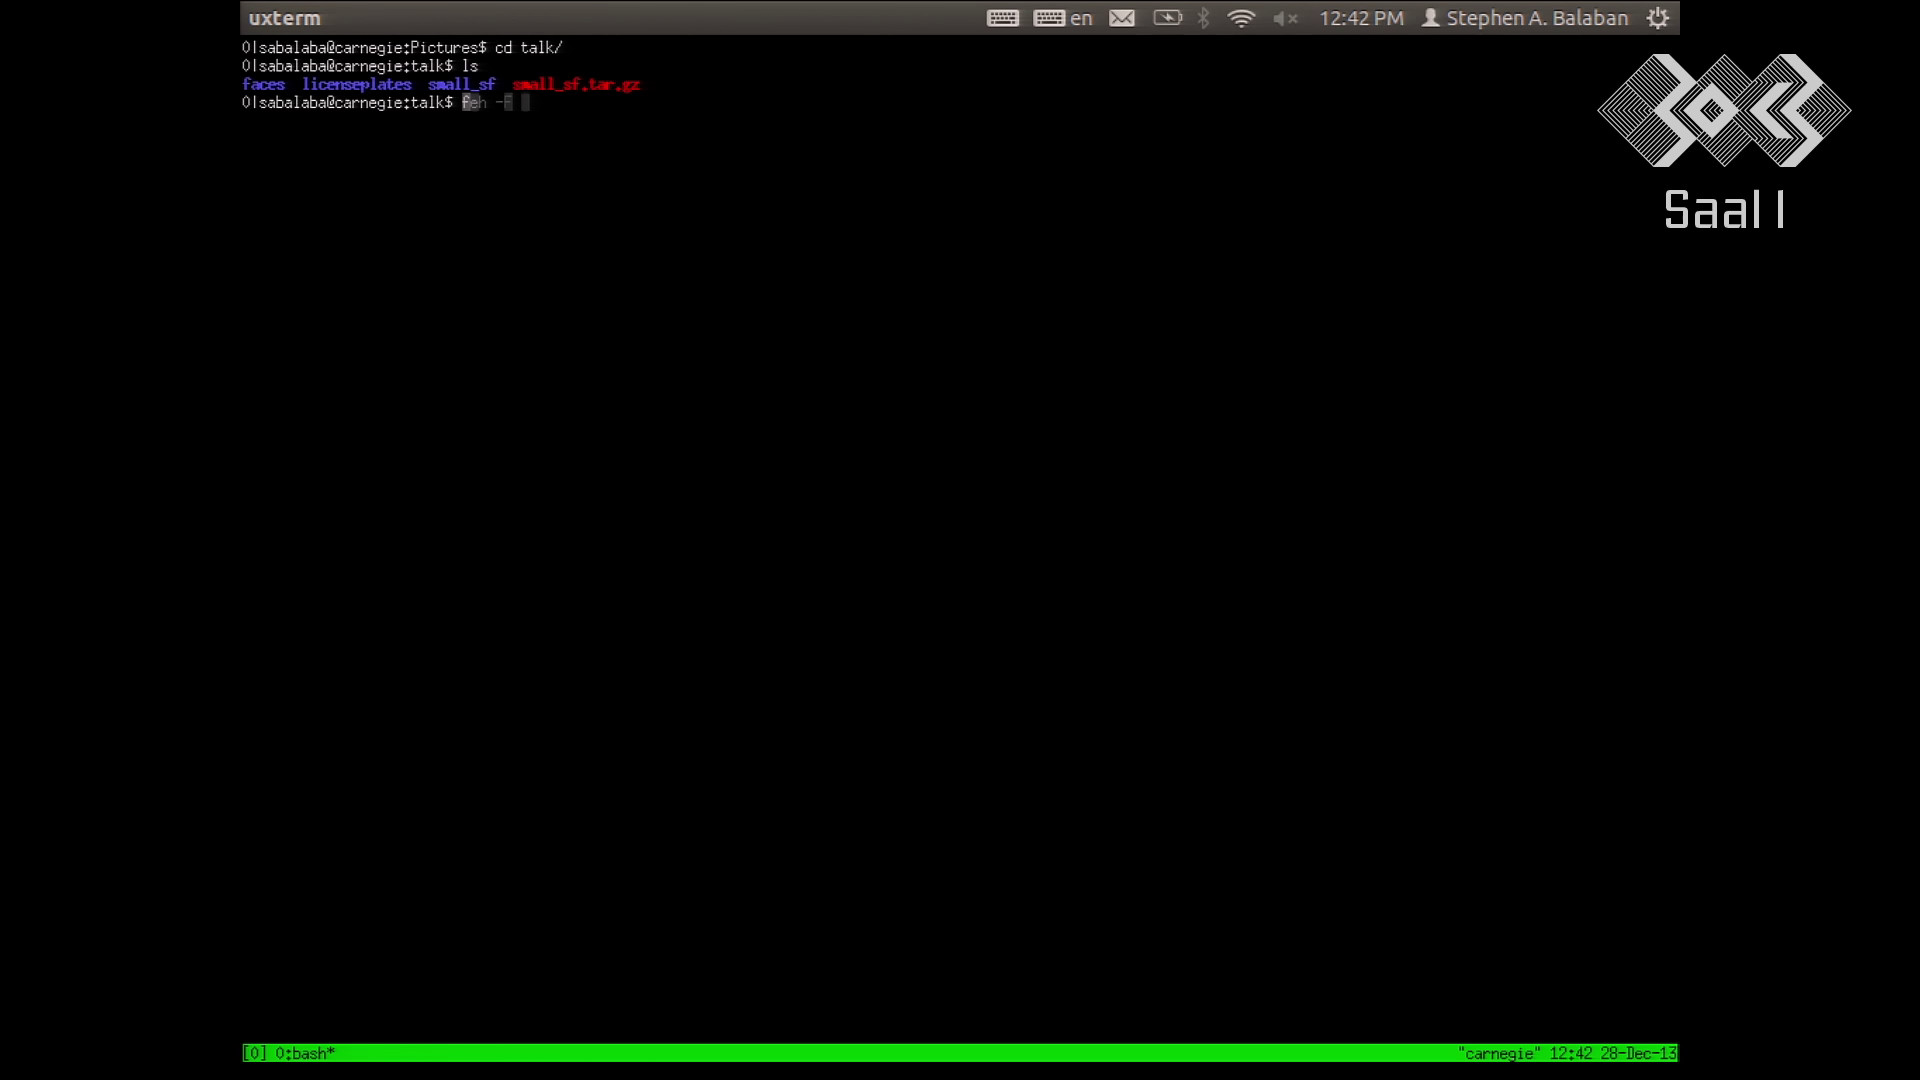 uxterm
en
12:42 PM
Stephen A. Balaban
0|sabalaba@carnegie:Pictures$ cd talk/
0|sabalaba@carnegie:talk$ ls
faces licenseplates small_sf small_sf.tar.gz
0|sabalaba@carnegie:talk$ feh -F
Saal 1
[0] 0:bash*
"carnegie" 12:42 28-Dec-13